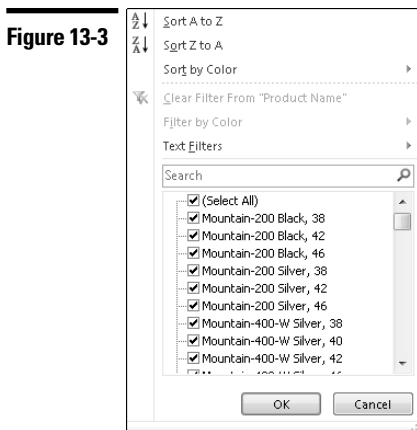 Figure 13-3
Sort A to Z
Sort Z to A
Sort by Color
Clear Filter From "Product Name"
Filter by Color
Text Filters
Search
(Select All)
Mountain-200 Black, 38
Mountain-200 Black, 42
Mountain-200 Black, 46
Mountain-200 Silver, 38
Mountain-200 Silver, 42
Mountain-200 Silver, 46
Mountain-400-W Silver, 38
Mountain-400-W Silver, 40
Mountain-400-W Silver, 42
OK Cancel